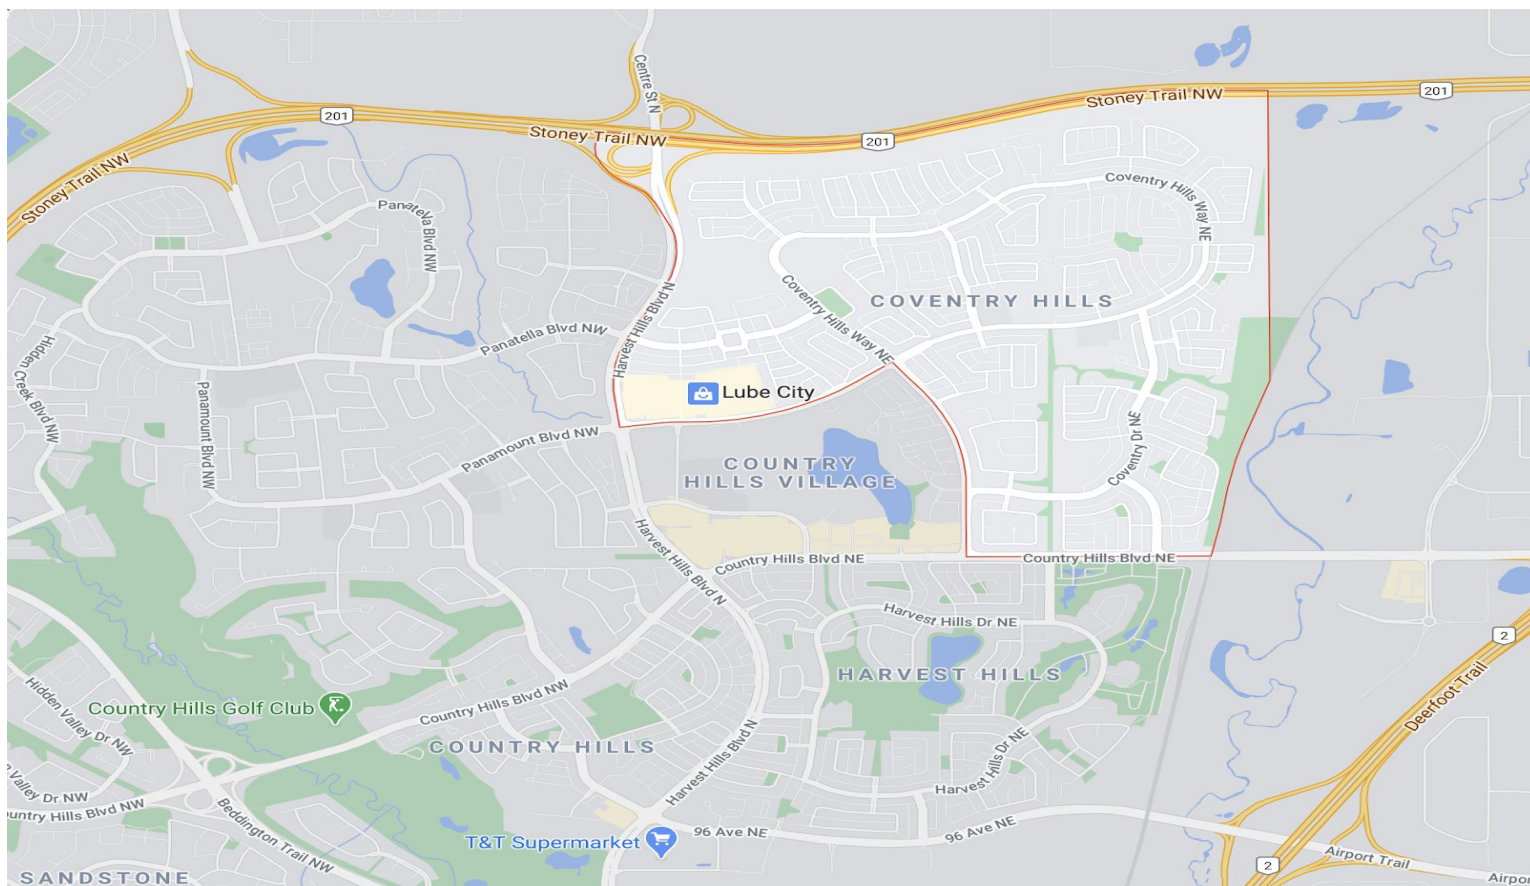 Centre St N
201
Stoney Trail NW
201
Stoney Trail NW
201
Stoney Trail NW
Coventry Hills Way NE
Panatella Blvd NW
Harvest Hills Blvd N
Coventry Hills Way NE
COVENTRY HILLS
Panatella Blvd NW
Hidden Creek Blvd NW
Panamount Blvd NW
Lube City
Panamount Blvd NW
Coventry Dr NE
COUNTRY
HILLS VILLAGE
Harvest Hills Blvd N
Country Hills Blvd NE
Country Hills Blvd NE
Harvest Hills Dr NE
2
HARVEST HILLS
Deerfoot Trail
Hidden Valley Dr NW
Country Hills Golf Club
Country Hills Blvd NW
COUNTRY HILLS
Harvest Hills Blvd N
Harvest Hills Dr NE
Valley Dr NW
ountry Hills Blvd NW
Beddington Trail NW
T&T Supermarket
96 Ave NE
96 Ave NE
2
Airport Trail
Airpor
SANDSTONE